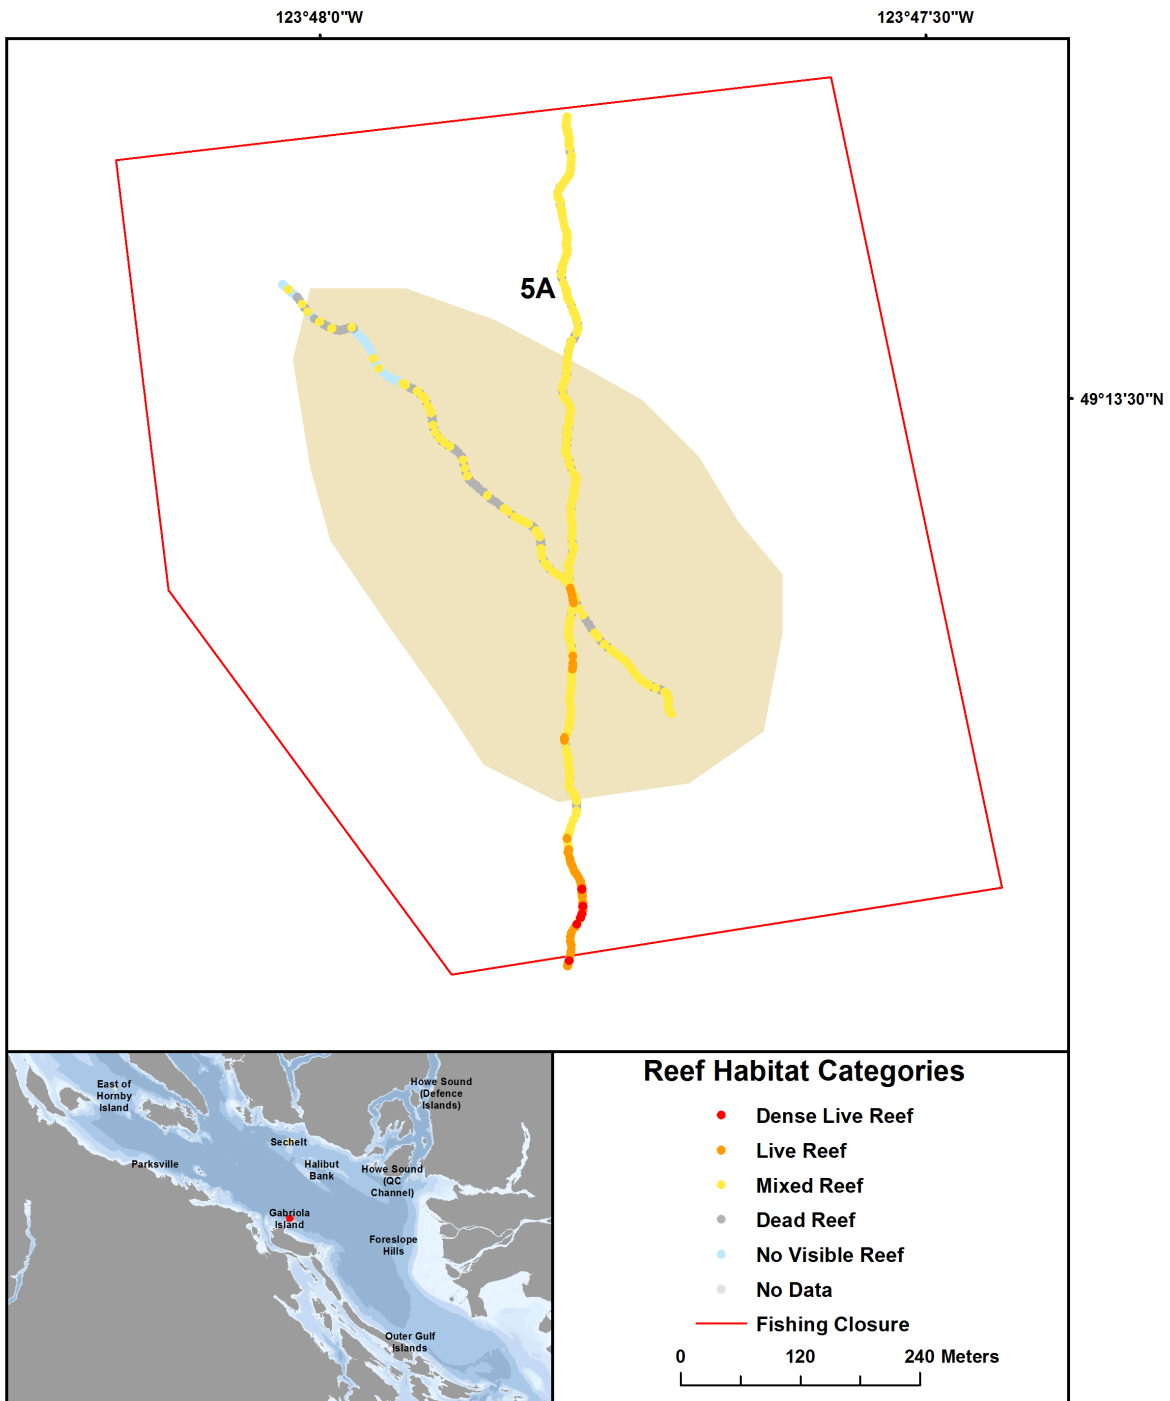 123°48'0"W
123°47'30"W
5A
49°13'30"N
East of
Hornby
Island
Howe Sound
(Defence
Islands)
Sechelt
Parksville
Halibut
Bank
Howe Sound
(QC
Channel)
Gabriola
Island
Foreslope
Hills
Outer Gulf
Islands
Reef Habitat Categories
Dense Live Reef
Live Reef
Mixed Reef
Dead Reef
No Visible Reef
No Data
Fishing Closure
0 120 240 Meters